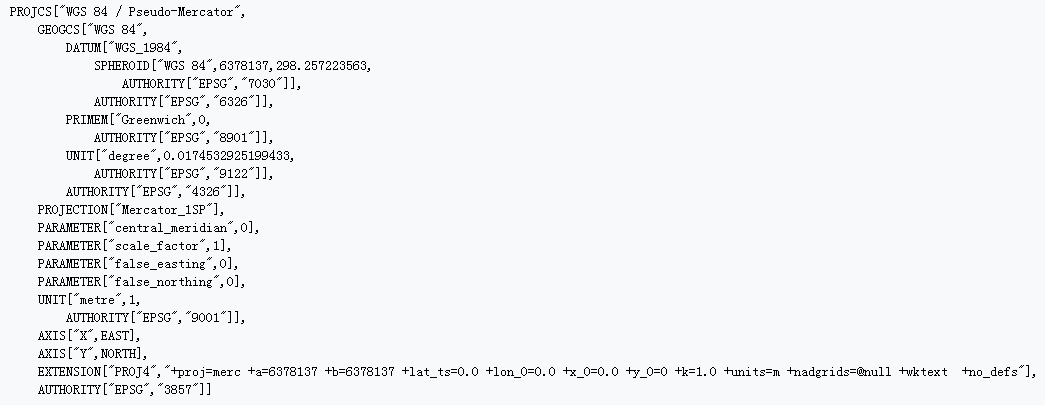 PROJCS["WGS 84 / Pseudo-Mercator",
    GEOGCS["WGS 84",
        DATUM["WGS_1984",
            SPHEROID["WGS 84",6378137,298.257223563,
                AUTHORITY["EPSG","7030"]],
            AUTHORITY["EPSG","6326"]],
        PRIMEM["Greenwich",0,
            AUTHORITY["EPSG","8901"]],
        UNIT["degree",0.0174532925199433,
            AUTHORITY["EPSG","9122"]],
        AUTHORITY["EPSG","4326"]],
    PROJECTION["Mercator_1SP"],
    PARAMETER["central_meridian",0],
    PARAMETER["scale_factor",1],
    PARAMETER["false_easting",0],
    PARAMETER["false_northing",0],
    UNIT["metre",1,
        AUTHORITY["EPSG","9001"]],
    AXIS["X",EAST],
    AXIS["Y",NORTH],
    EXTENSION["PROJ4","+proj=merc +a=6378137 +b=6378137 +lat_ts=0.0 +lon_0=0.0 +x_0=0.0 +y_0=0 +k=1.0 +units=m +nadgrids=@null +wktext  +no_defs"],
    AUTHORITY["EPSG","3857"]]